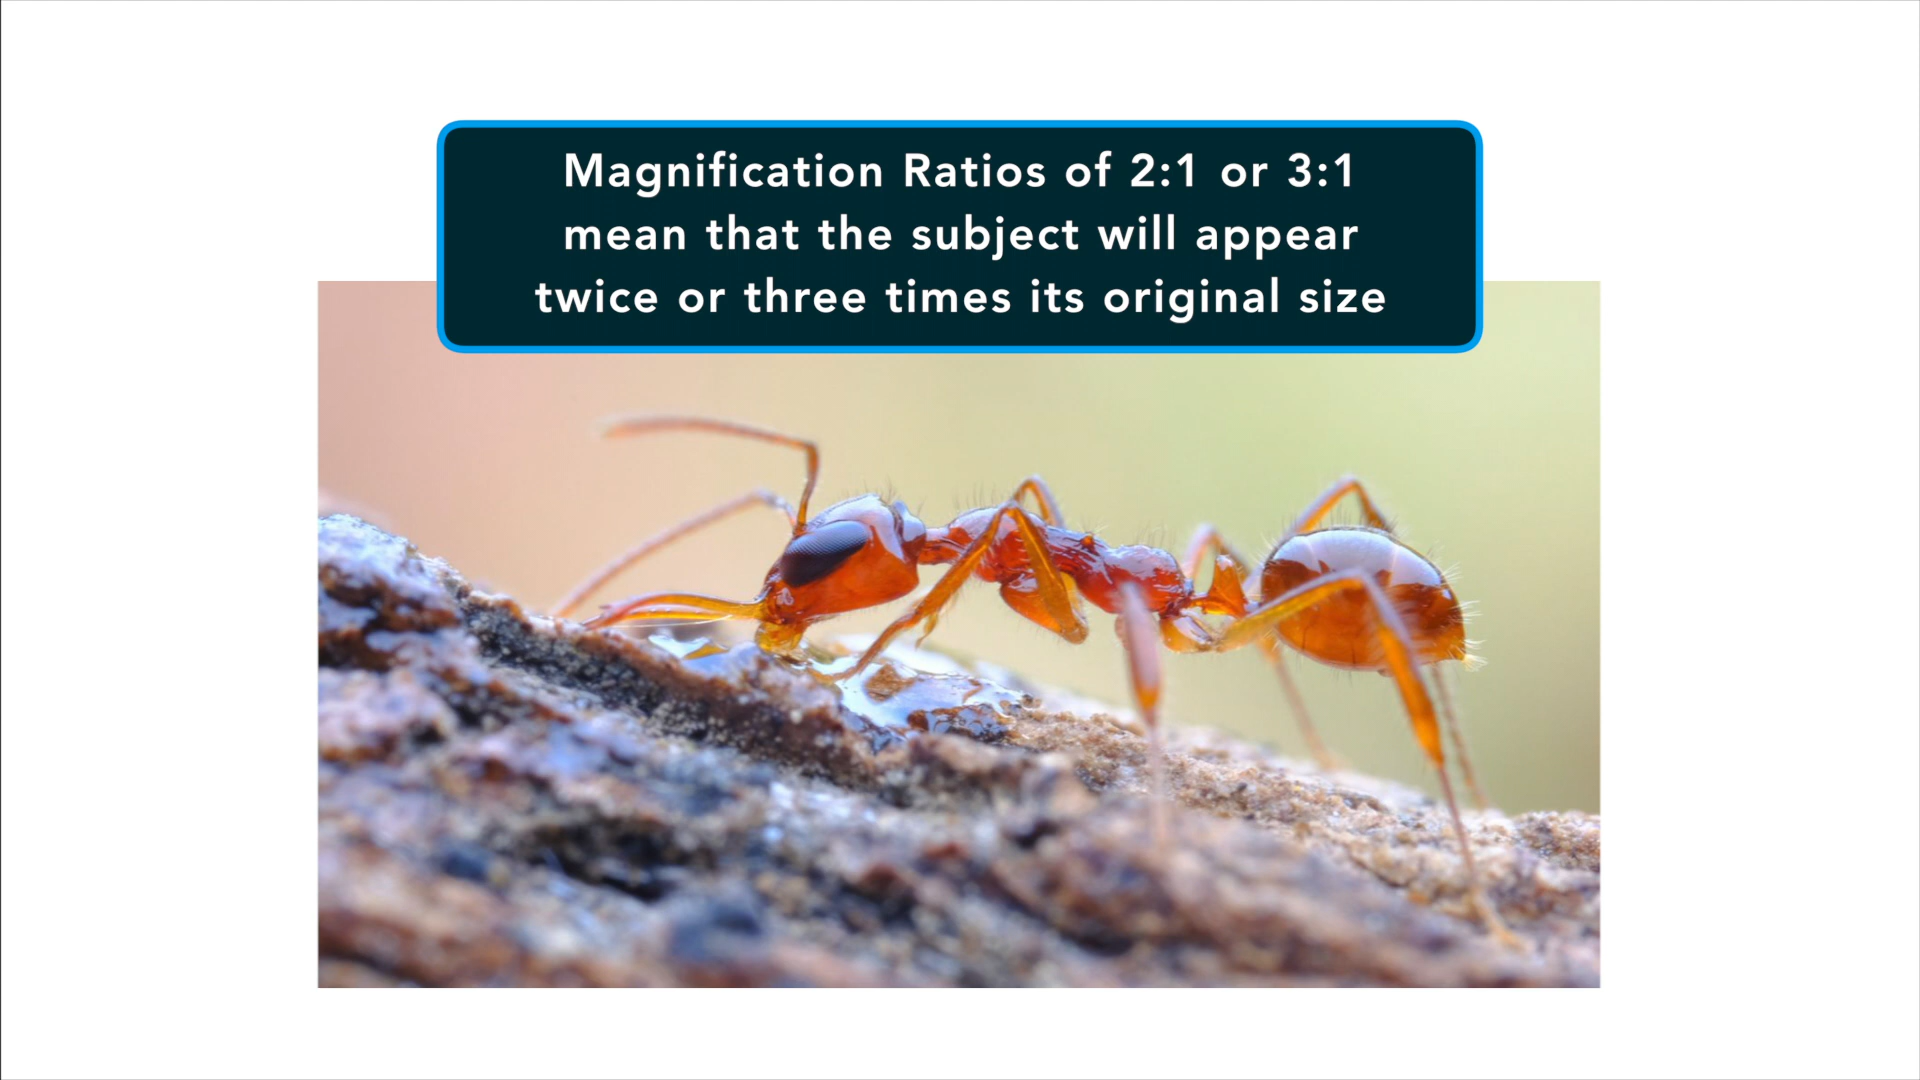 Magnification Ratios of 2:1 or 3:1
mean that the subject will appear
twice or three times its original size